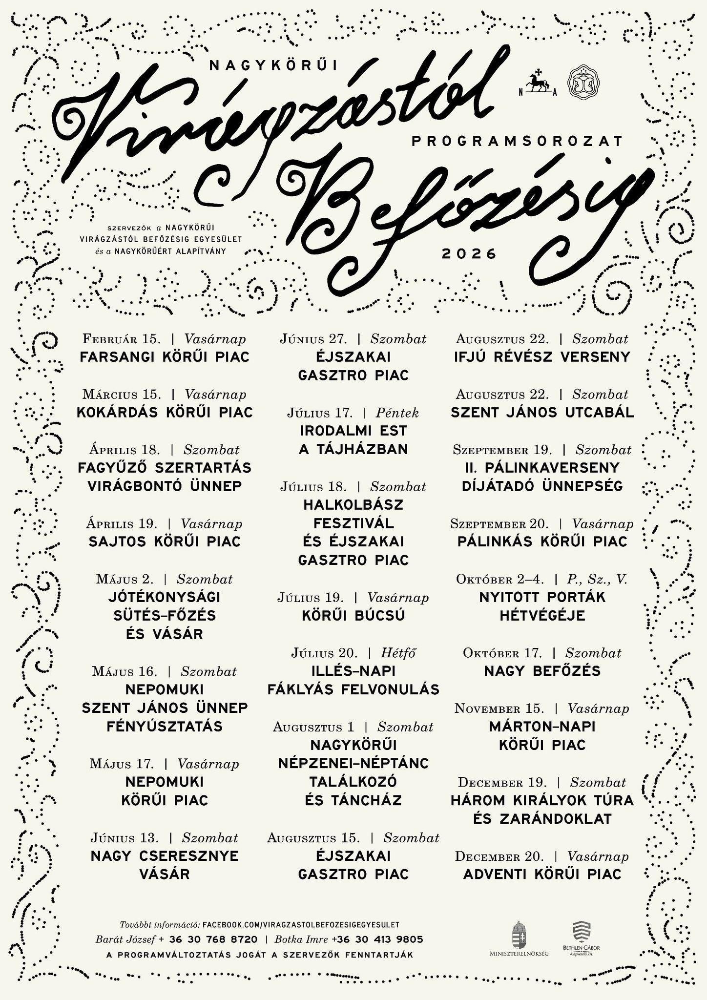 NAGYKÖRŰI
Virágzástól
N A
PROGRAMSOROZAT
Befőzésig
2026
SZERVEZŐK a NAGYKÖRŰI
VIRÁGZÁSTÓL BEFŐZÉSIG EGYESÜLET
és a NAGYKÖRŰÉRT ALAPÍTVÁNY
FEBRUÁR 15. | Vasárnap
FARSANGI KÖRŰI PIAC
MÁRCIUS 15. | Vasárnap
KOKÁRDÁS KÖRŰI PIAC
ÁPRILIS 18. | Szombat
FAGYŰZŐ SZERTARTÁS
VIRÁGBONTÓ ÜNNEP
ÁPRILIS 19. | Vasárnap
SAJTOS KÖRŰI PIAC
MÁJUS 2. | Szombat
JÓTÉKONYSÁGI
SÜTÉS–FŐZÉS
ÉS VÁSÁR
MÁJUS 16. | Szombat
NEPOMUKI
SZENT JÁNOS ÜNNEP
FÉNYÚSZTATÁS
MÁJUS 17. | Vasárnap
NEPOMUKI
KÖRŰI PIAC
JÚNIUS 13. | Szombat
NAGY CSERESZNYE
VÁSÁR
JÚNIUS 27. | Szombat
ÉJSZAKAI
GASZTRO PIAC
JÚLIUS 17. | Péntek
IRODALMI EST
A TÁJHÁZBAN
JÚLIUS 18. | Szombat
HALKOLBÁSZ
FESZTIVÁL
ÉS ÉJSZAKAI
GASZTRO PIAC
JÚLIUS 19. | Vasárnap
KÖRŰI BÚCSÚ
JÚLIUS 20. | Hétfő
ILLÉS–NAPI
FÁKLYÁS FELVONULÁS
AUGUSZTUS 1 | Szombat
NAGYKÖRŰI
NÉPZENEI–NÉPTÁNC
TALÁLKOZÓ
ÉS TÁNCHÁZ
AUGUSZTUS 15. | Szombat
ÉJSZAKAI
GASZTRO PIAC
AUGUSZTUS 22. | Szombat
IFJÚ RÉVÉSZ VERSENY
AUGUSZTUS 22. | Szombat
SZENT JÁNOS UTCABÁL
SZEPTEMBER 19. | Szombat
II. PÁLINKAVERSENY
DÍJÁTADÓ ÜNNEPSÉG
SZEPTEMBER 20. | Vasárnap
PÁLINKÁS KÖRŰI PIAC
OKTÓBER 2–4. | P., Sz., V.
NYITOTT PORTÁK
HÉTVÉGÉJE
OKTÓBER 17. | Szombat
NAGY BEFŐZÉS
NOVEMBER 15. | Vasárnap
MÁRTON–NAPI
KÖRŰI PIAC
DECEMBER 19. | Szombat
HÁROM KIRÁLYOK TÚRA
ÉS ZARÁNDOKLAT
DECEMBER 20. | Vasárnap
ADVENTI KÖRŰI PIAC
További információ: FACEBOOK.COM/VIRAGZASTOLBEFOZESIGEGYESULET
Barát József + 36 30 768 8720 | Botka Imre +36 30 413 9805
A PROGRAMVÁLTOZTATÁS JOGÁT A SZERVEZŐK FENNTARTJÁK
MINISZTERELNÖKSÉG
BETHLEN GÁBOR
Alapkezelő Zrt.